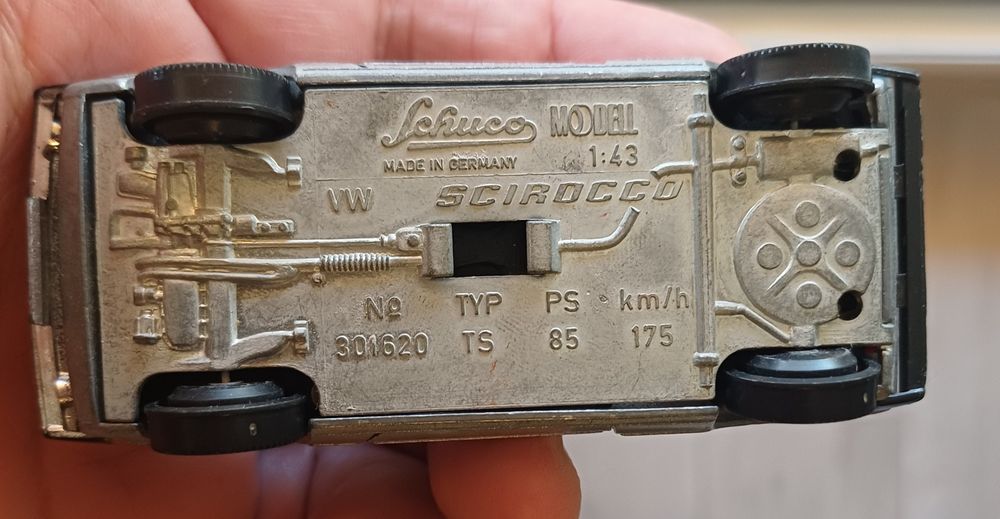 Schuco MODELL
MADE IN GERMANY 1:43
VW SCIROCCO
No TYP PS km/h
301620 TS 85 175